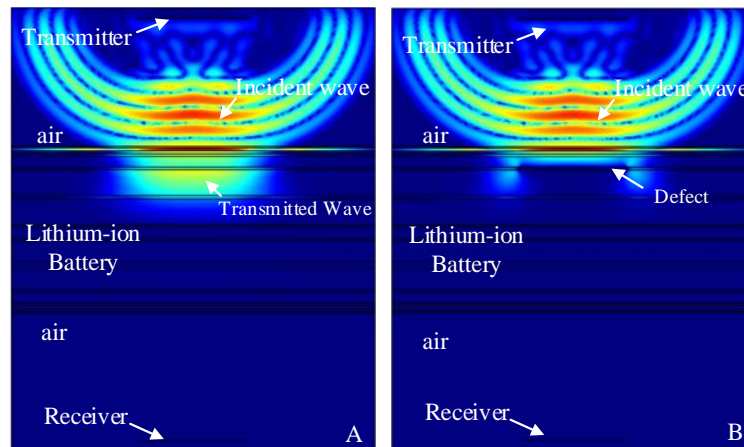 Transmitter
Incident wave
air
Transmitted Wave
Lithium-ion
Battery
air
Receiver
A
Transmitter
Incident wave
air
Defect
Lithium-ion
Battery
air
Receiver
B